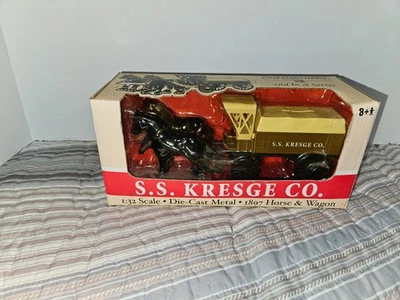 8+
S.S. KRESGE CO.
S.S. KRESGE CO.
1:32 Scale • Die-Cast Metal • 1897 Horse & Wagon